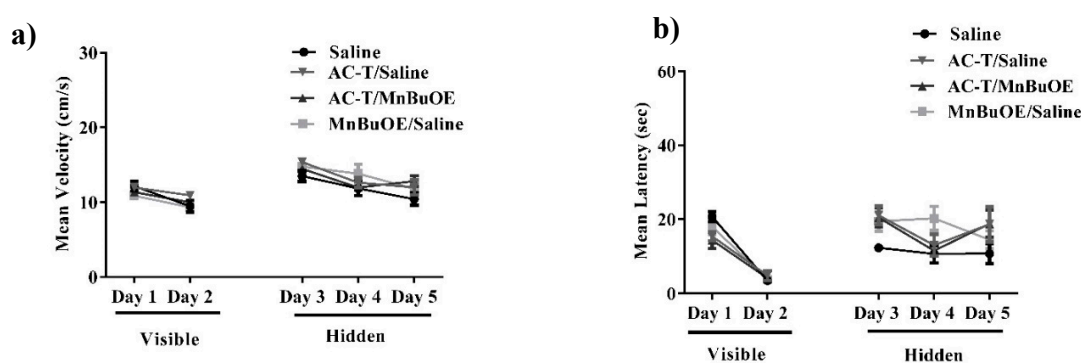 a)
Mean Velocity (cm/s)
30
20
10
0
Saline
AC-T/Saline
AC-T/MnBuOE
MnBuOE/Saline
Day 1 Day 2 Day 3 Day 4 Day 5
Visible Hidden
b)
Mean Latency (sec)
60
40
20
0
Saline
AC-T/Saline
AC-T/MnBuOE
MnBuOE/Saline
Day 1 Day 2 Day 3 Day 4 Day 5
Visible Hidden